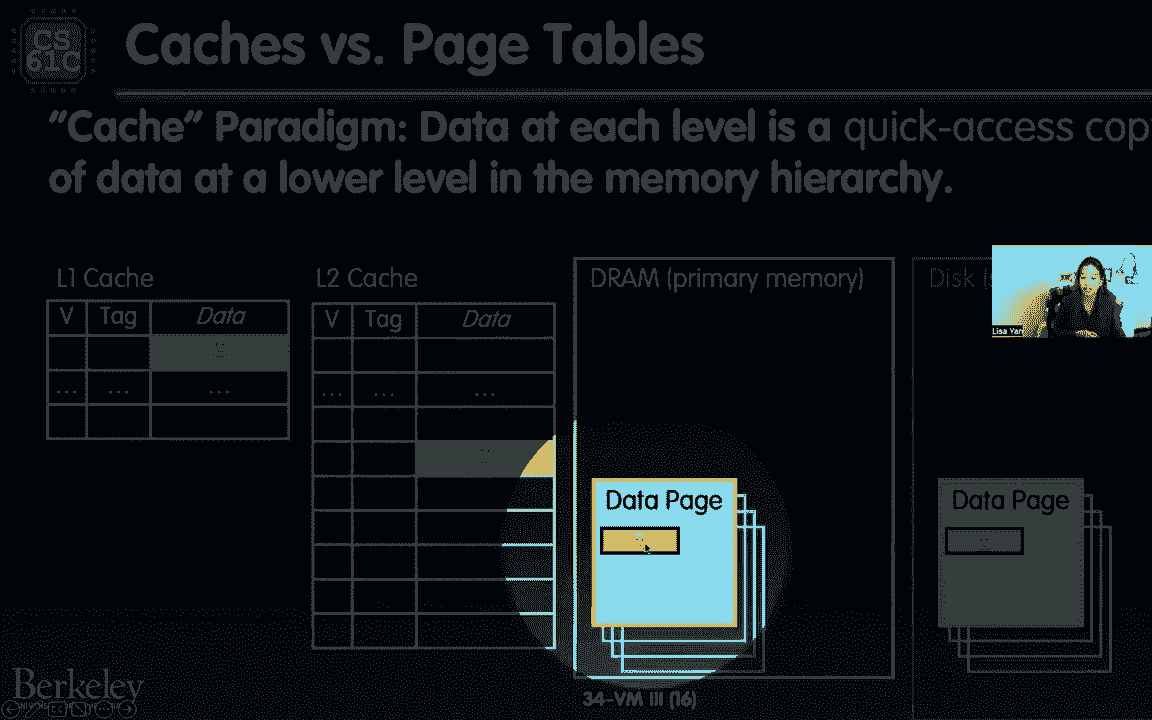 CS
61C
Caches vs. Page Tables
"Cache" Paradigm: Data at each level is a quick-access cop
of data at a lower level in the memory hierarchy.
L1 Cache
V Tag Data
... ... ...
L2 Cache
V Tag Data
... ... ...
DRAM (primary memory)
Data Page
Disk (
Data Page
Lisa Yan
Berkeley
34-VM III (16)